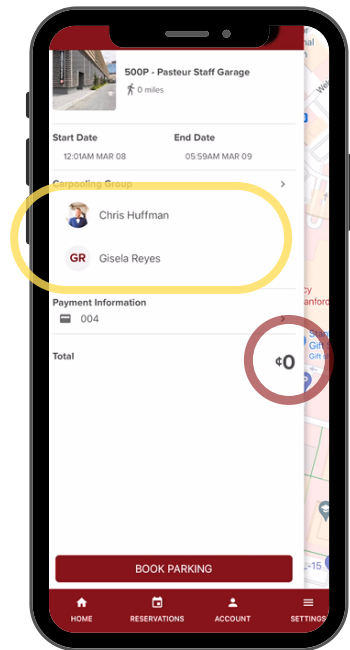 500P - Pasteur Staff Garage
0 miles
Start Date End Date
12:01AM MAR 08 05:59AM MAR 09
Carpooling Group
Chris Huffman
GR Gisela Reyes
Payment Information
004
Total
¢0
BOOK PARKING
HOME RESERVATIONS ACCOUNT SETTINGS